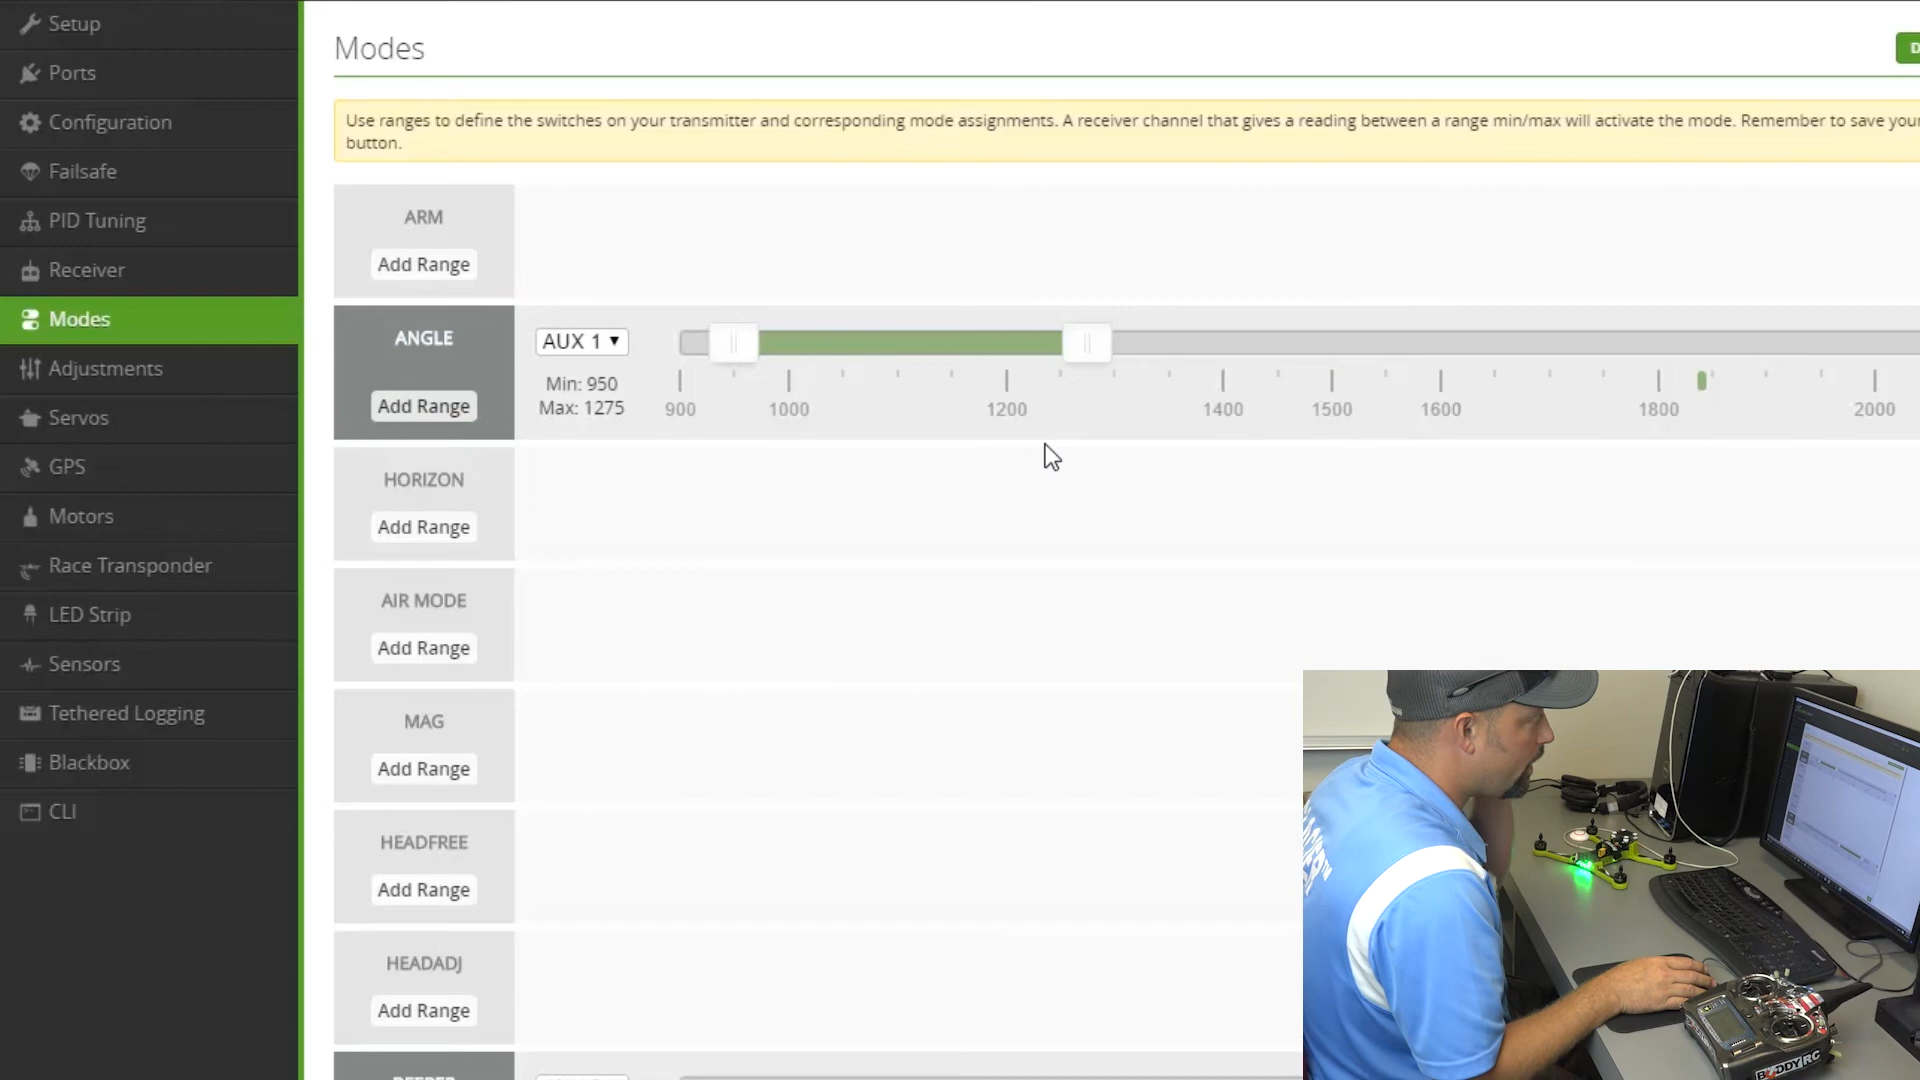 Setup
Ports
Configuration
Failsafe
PID Tuning
Receiver
Modes
Adjustments
Servos
GPS
Motors
Race Transponder
LED Strip
Sensors
Tethered Logging
Blackbox
CLI
Modes
D
Use ranges to define the switches on your transmitter and corresponding mode assignments. A receiver channel that gives a reading between a range min/max will activate the mode. Remember to save your
button.
ARM
Add Range
ANGLE
Add Range
AUX 1
Min: 950
Max: 1275
900 1000 1200 1400 1500 1600 1800 2000
HORIZON
Add Range
AIR MODE
Add Range
MAG
Add Range
HEADFREE
Add Range
HEADADJ
Add Range
BUDDY RC